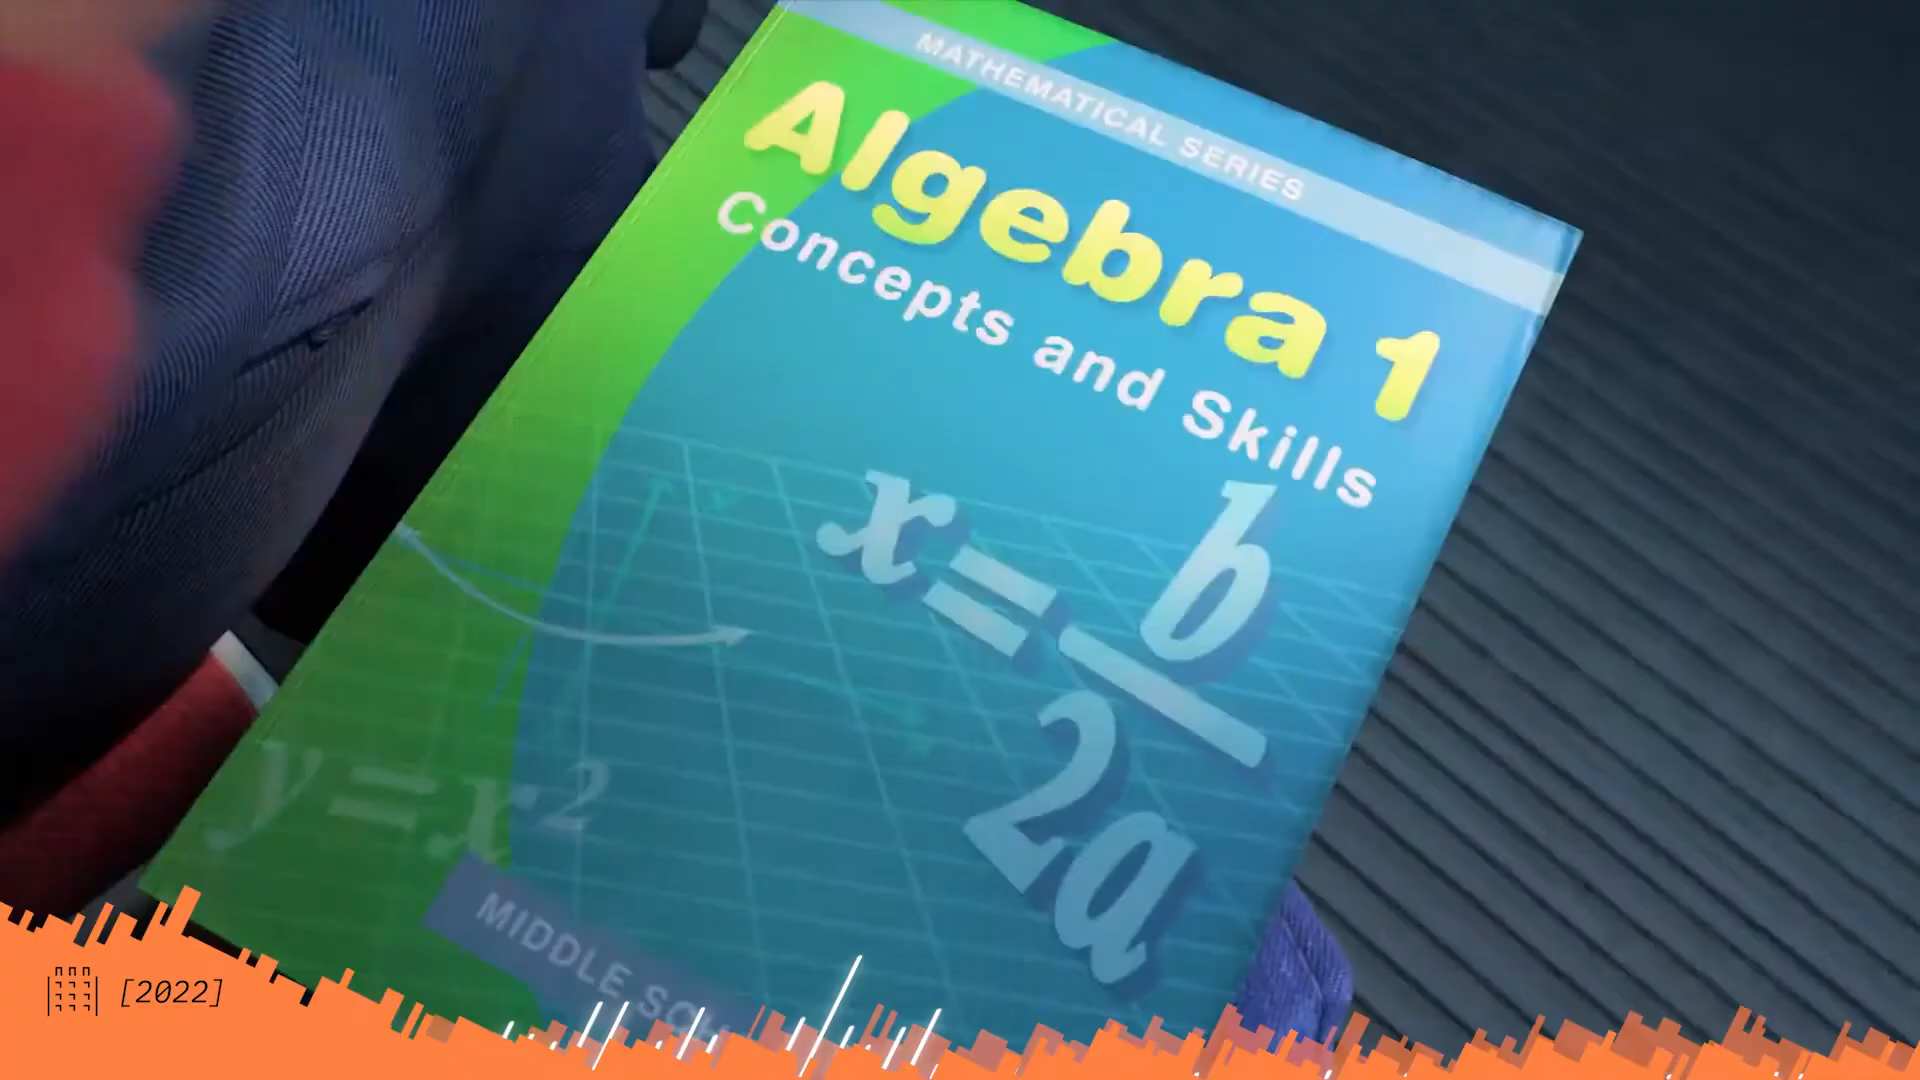 MATHEMATICAL SERIES
Algebra 1
Concepts and Skills
x = b/2a
y = x²
MIDDLE SCH
[2022]